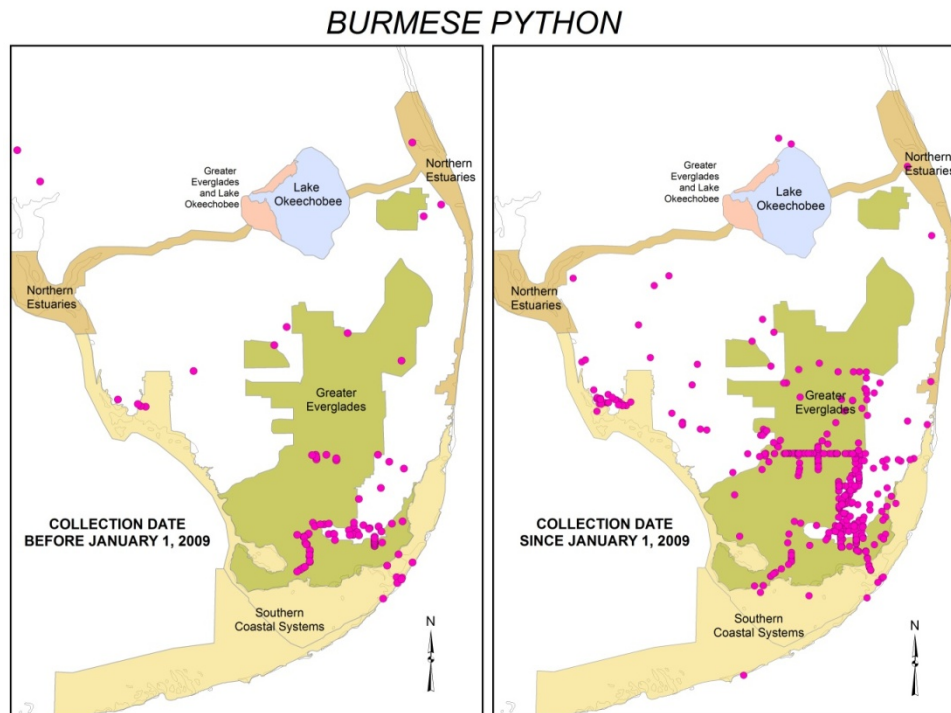 BURMESE PYTHON
Northern
Estuaries
Greater
Everglades
and Lake
Okeechobee
Lake
Okeechobee
Northern
Estuaries
Greater
Everglades
COLLECTION DATE
BEFORE JANUARY 1, 2009
Southern
Coastal Systems
N
Northern
Estuaries
Greater
Everglades
and Lake
Okeechobee
Lake
Okeechobee
Northern
Estuaries
Greater
Everglades
COLLECTION DATE
SINCE JANUARY 1, 2009
Southern
Coastal Systems
N